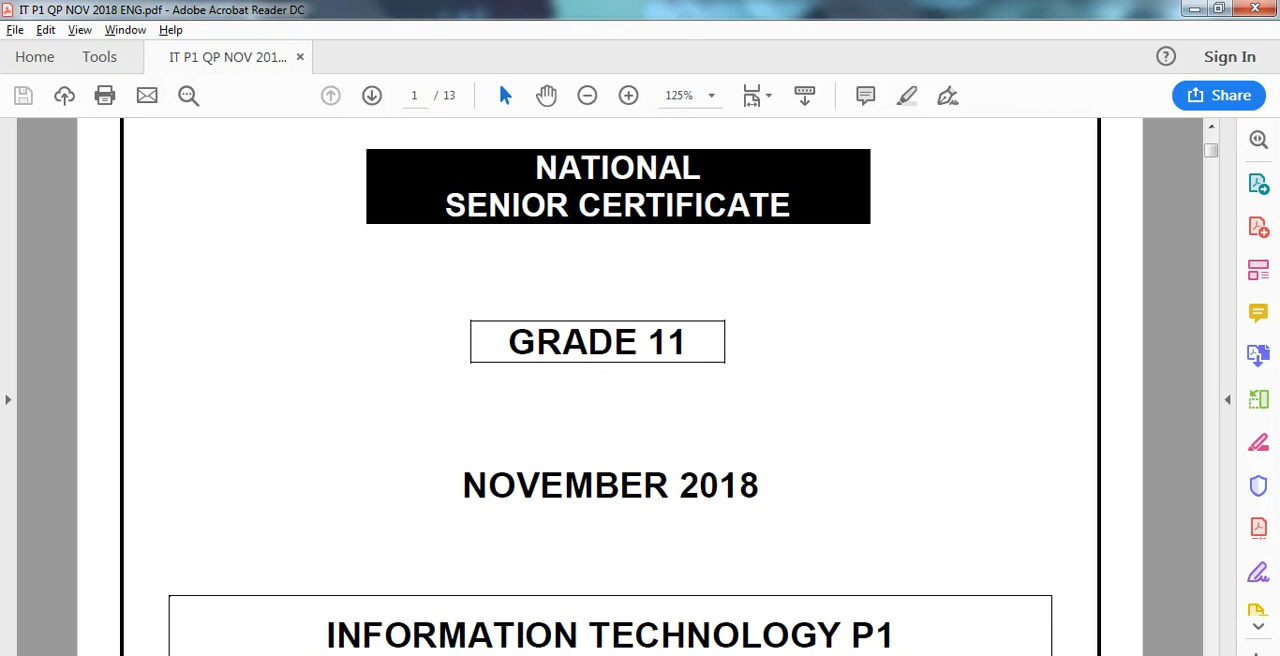 IT P1 QP NOV 2018 ENG.pdf - Adobe Acrobat Reader DC
File Edit View Window Help
Home Tools IT P1 QP NOV 201... × Sign In
1 / 13 125% Share
NATIONAL
SENIOR CERTIFICATE
GRADE 11
NOVEMBER 2018
INFORMATION TECHNOLOGY P1